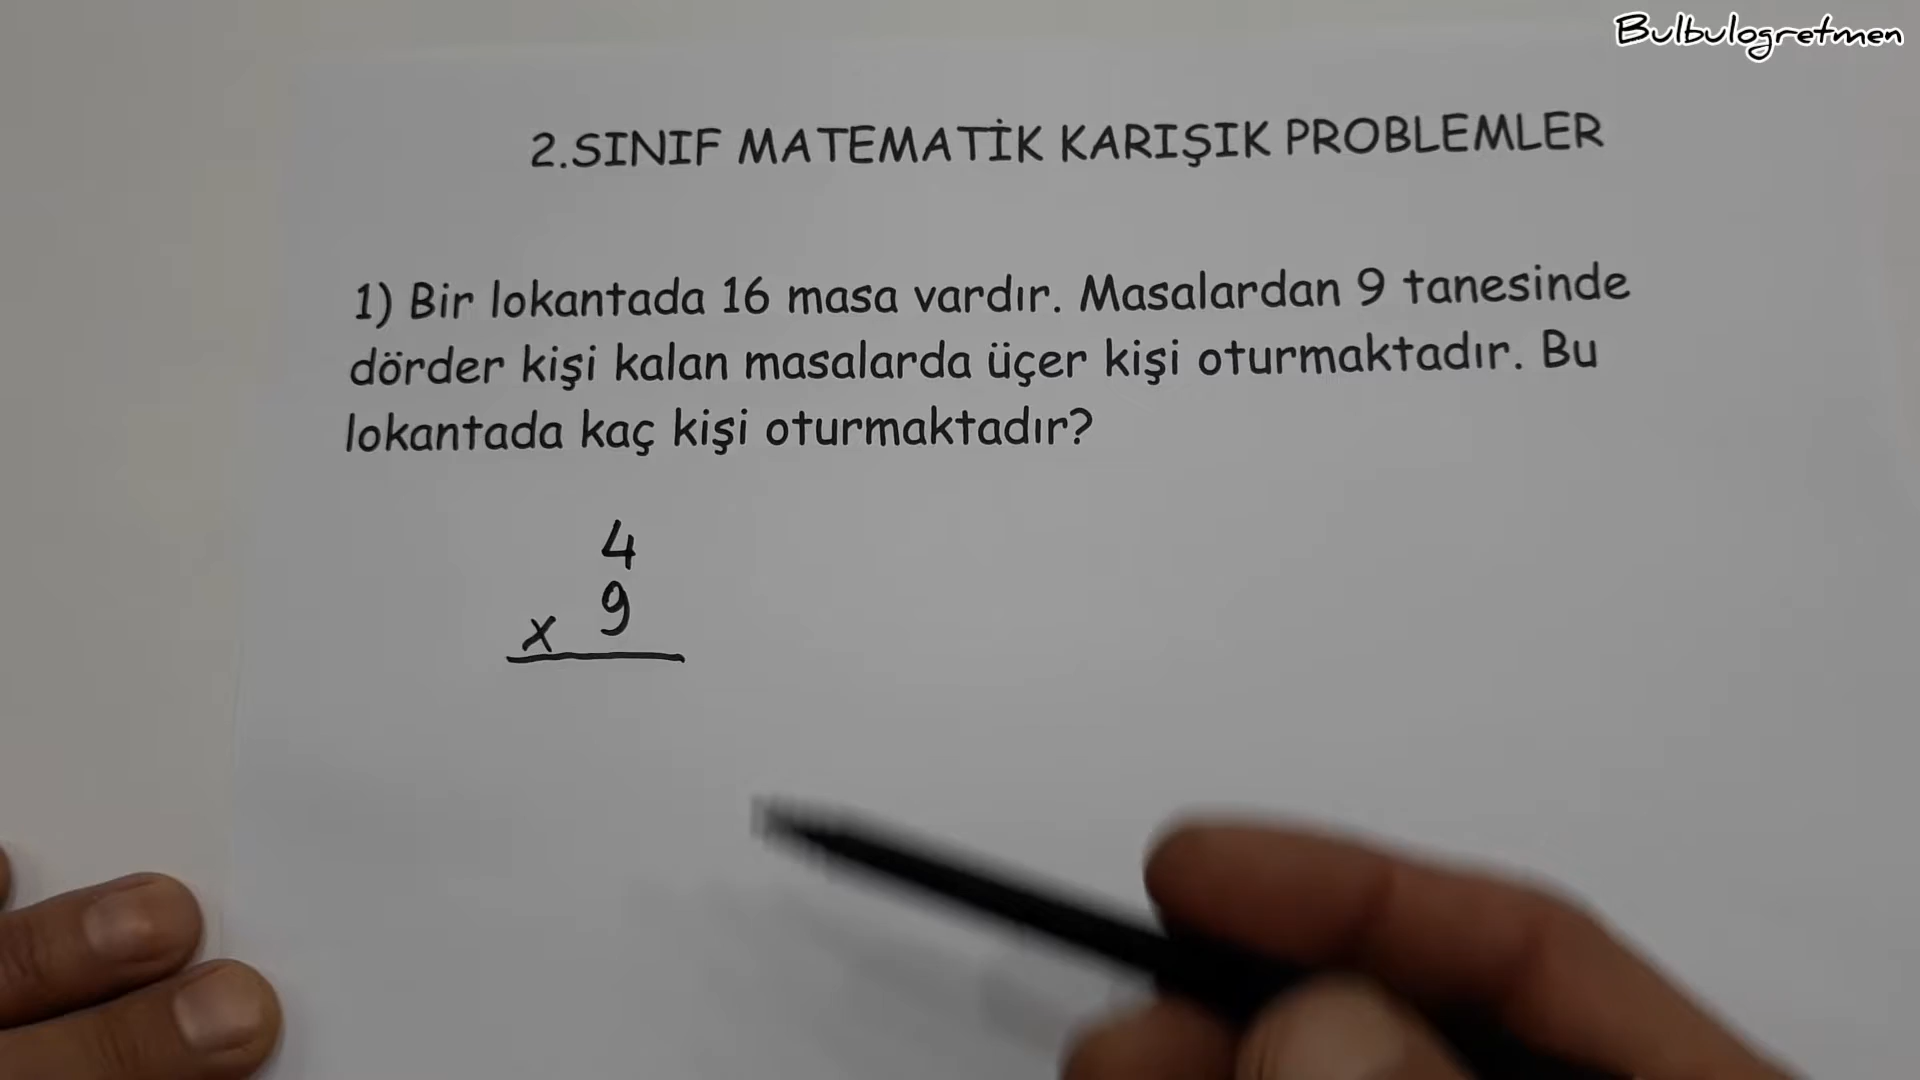 Bulbulogretmen
2.SINIF MATEMATİK KARIŞIK PROBLEMLER
1) Bir lokantada 16 masa vardır. Masalardan 9 tanesinde
dörder kişi kalan masalarda üçer kişi oturmaktadır. Bu
lokantada kaç kişi oturmaktadır?
4
x 9